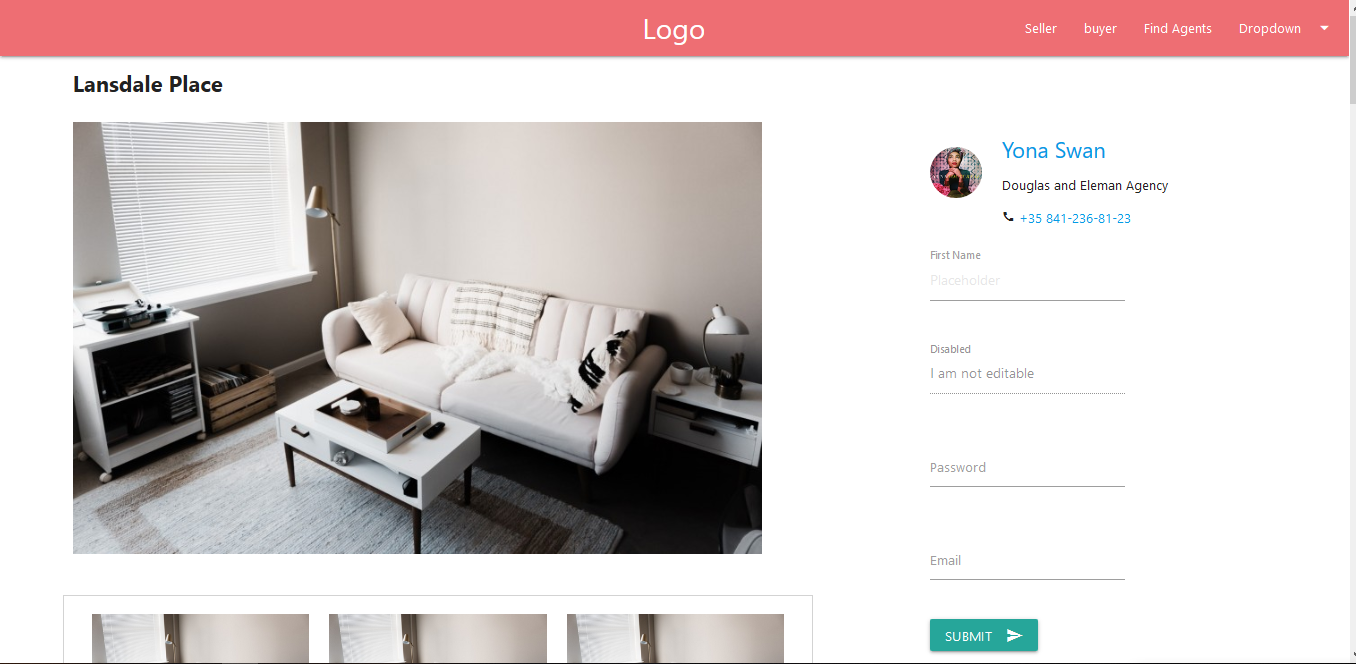 Logo
Seller buyer Find Agents Dropdown
Lansdale Place
Yona Swan
Douglas and Eleman Agency
+35 841-236-81-23
First Name
Placeholder
Disabled
I am not editable
Password
Email
SUBMIT